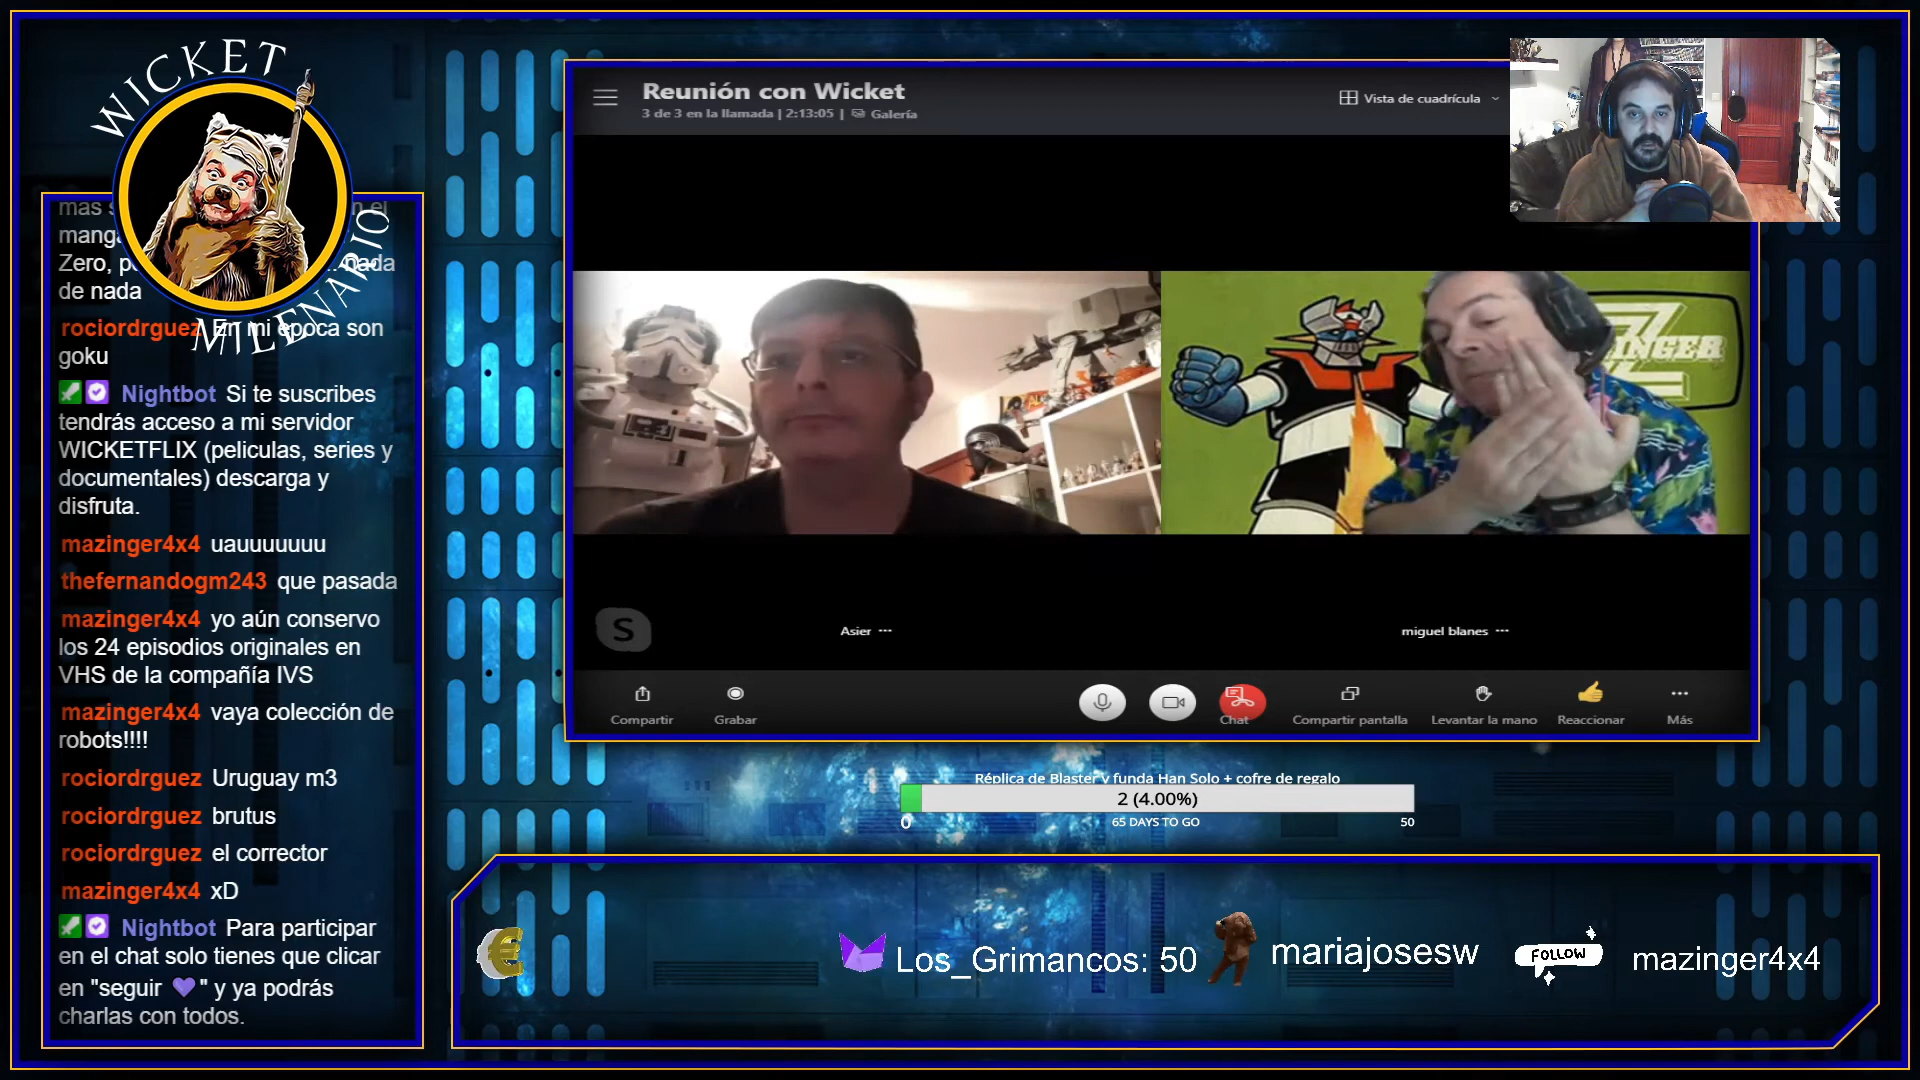 WICKET
MILENARIO
mas
manga
Zero,
nada
de nada
rociordrguez En mi epoca son
goku
Nightbot Si te suscribes
tendrás acceso a mi servidor
WICKETFLIX (peliculas, series y
documentales) descarga y
disfruta.
mazinger4x4 uauuuuuuu
thefernandogm243 que pasada
mazinger4x4 yo aún conservo
los 24 episodios originales en
VHS de la compañía IVS
mazinger4x4 vaya colección de
robots!!!!
rociordrguez Uruguay m3
rociordrguez brutus
rociordrguez el corrector
mazinger4x4 xD
Nightbot Para participar
en el chat solo tienes que clicar
en "seguir 💜" y ya podrás
charlas con todos.
Reunión con Wicket
3 de 3 en la llamada | 2:13:05 | Galería
Vista de cuadrícula
Z
INGER
S
Asier ···
miguel blanes ···
Compartir
Grabar
Chat
Compartir pantalla
Levantar la mano
Reaccionar
Más
Réplica de Blaster y funda Han Solo + cofre de regalo
2 (4.00%)
0
65 DAYS TO GO
50
€
Los_Grimancos: 50
mariajosesw
FOLLOW
mazinger4x4